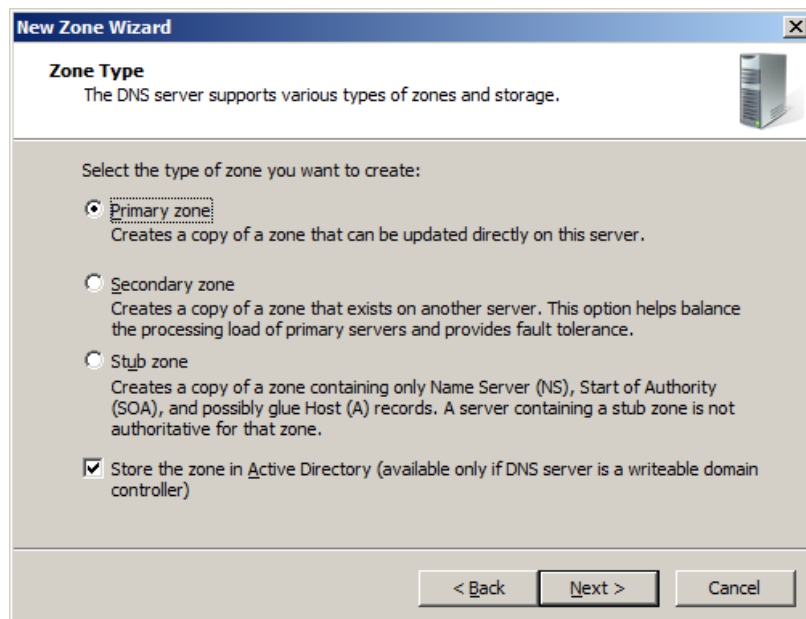 New Zone Wizard
Zone Type
The DNS server supports various types of zones and storage.
Select the type of zone you want to create:
Primary zone
Creates a copy of a zone that can be updated directly on this server.
Secondary zone
Creates a copy of a zone that exists on another server. This option helps balance
the processing load of primary servers and provides fault tolerance.
Stub zone
Creates a copy of a zone containing only Name Server (NS), Start of Authority
(SOA), and possibly glue Host (A) records. A server containing a stub zone is not
authoritative for that zone.
Store the zone in Active Directory (available only if DNS server is a writeable domain
controller)
< Back Next > Cancel